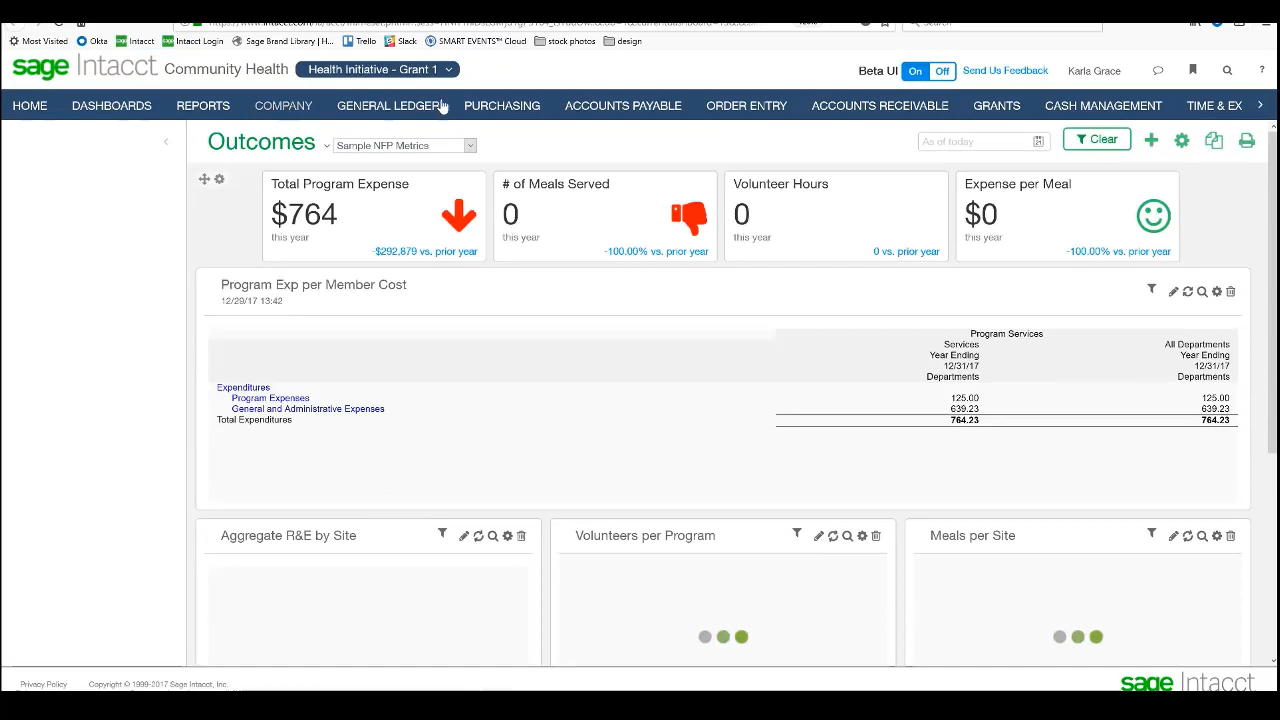 Search
Most Visited Okta Intacct Intacct Login Sage Brand Library | H... Trello Slack SMART EVENTS™ Cloud stock photos design
sage Intacct Community Health Health Initiative - Grant 1 Beta UI On Off Send Us Feedback Karla Grace ?
HOME DASHBOARDS REPORTS COMPANY GENERAL LEDGER PURCHASING ACCOUNTS PAYABLE ORDER ENTRY ACCOUNTS RECEIVABLE GRANTS CASH MANAGEMENT TIME & EX
Outcomes Sample NFP Metrics As of today Clear
Total Program Expense
$764
this year
-$292,879 vs. prior year
# of Meals Served
0
this year
-100.00% vs. prior year
Volunteer Hours
0
this year
0 vs. prior year
Expense per Meal
$0
this year
-100.00% vs. prior year
Program Exp per Member Cost
12/29/17 13:42
Program Services
Services All Departments
Year Ending Year Ending
12/31/17 12/31/17
Departments Departments
Expenditures
Program Expenses 125.00 125.00
General and Administrative Expenses 639.23 639.23
Total Expenditures 764.23 764.23
Aggregate R&E by Site
Volunteers per Program
Meals per Site
Privacy Policy Copyright © 1999-2017 Sage Intacct, Inc.
sage Intacct